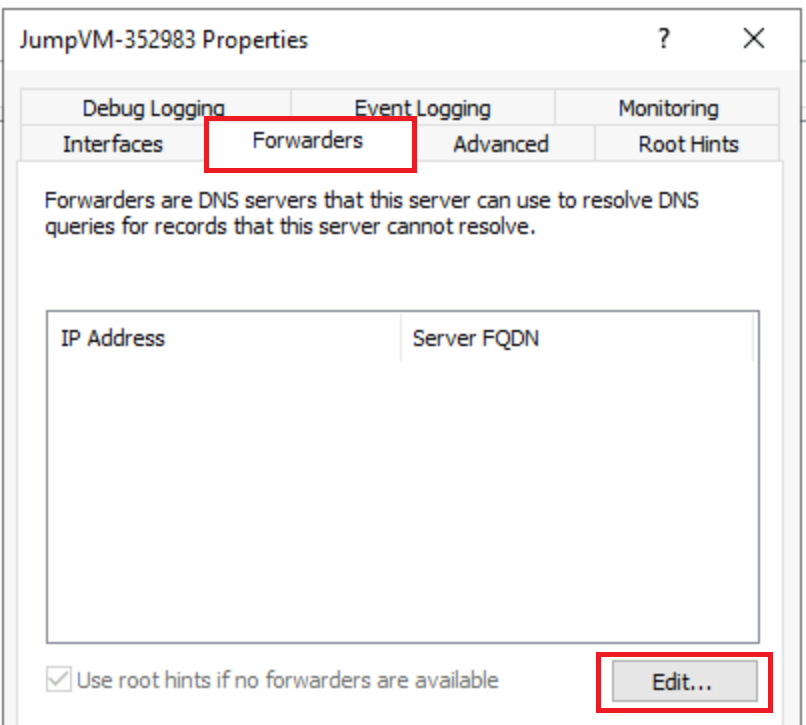 JumpVM-352983 Properties ?
Debug Logging Event Logging Monitoring
Interfaces Forwarders Advanced Root Hints
Forwarders are DNS servers that this server can use to resolve DNS
queries for records that this server cannot resolve.
IP Address Server FQDN
Use root hints if no forwarders are available Edit...